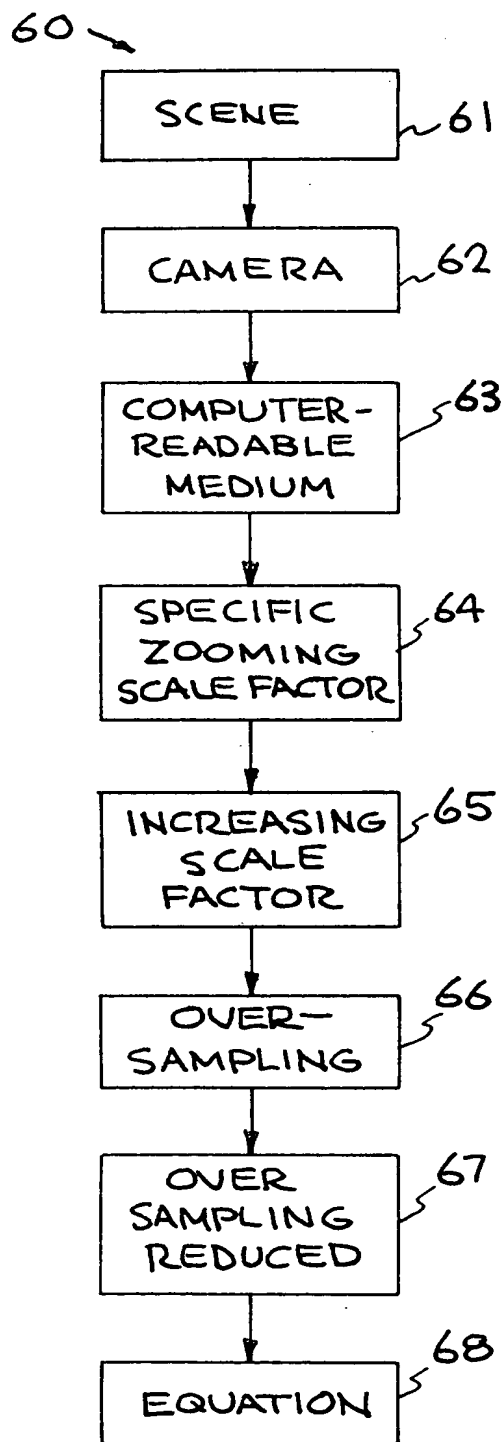 60
SCENE
61
CAMERA
62
COMPUTER-
READABLE
MEDIUM
63
SPECIFIC
ZOOMING
SCALE FACTOR
64
INCREASING
SCALE
FACTOR
65
OVER-
SAMPLING
66
OVER
SAMPLING
REDUCED
67
EQUATION
68